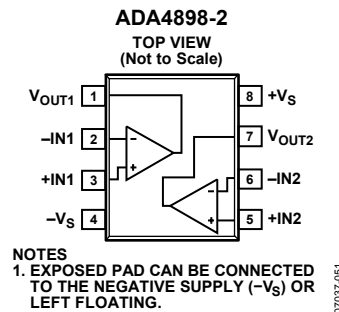 ADA4898-2
TOP VIEW
(Not to Scale)
VOUT1 1
–IN1 2
+IN1 3
–VS 4
8 +VS
7 VOUT2
6 –IN2
5 +IN2
–
+
–
+
NOTES
1. EXPOSED PAD CAN BE CONNECTED
TO THE NEGATIVE SUPPLY (−VS) OR
LEFT FLOATING.
07037-051